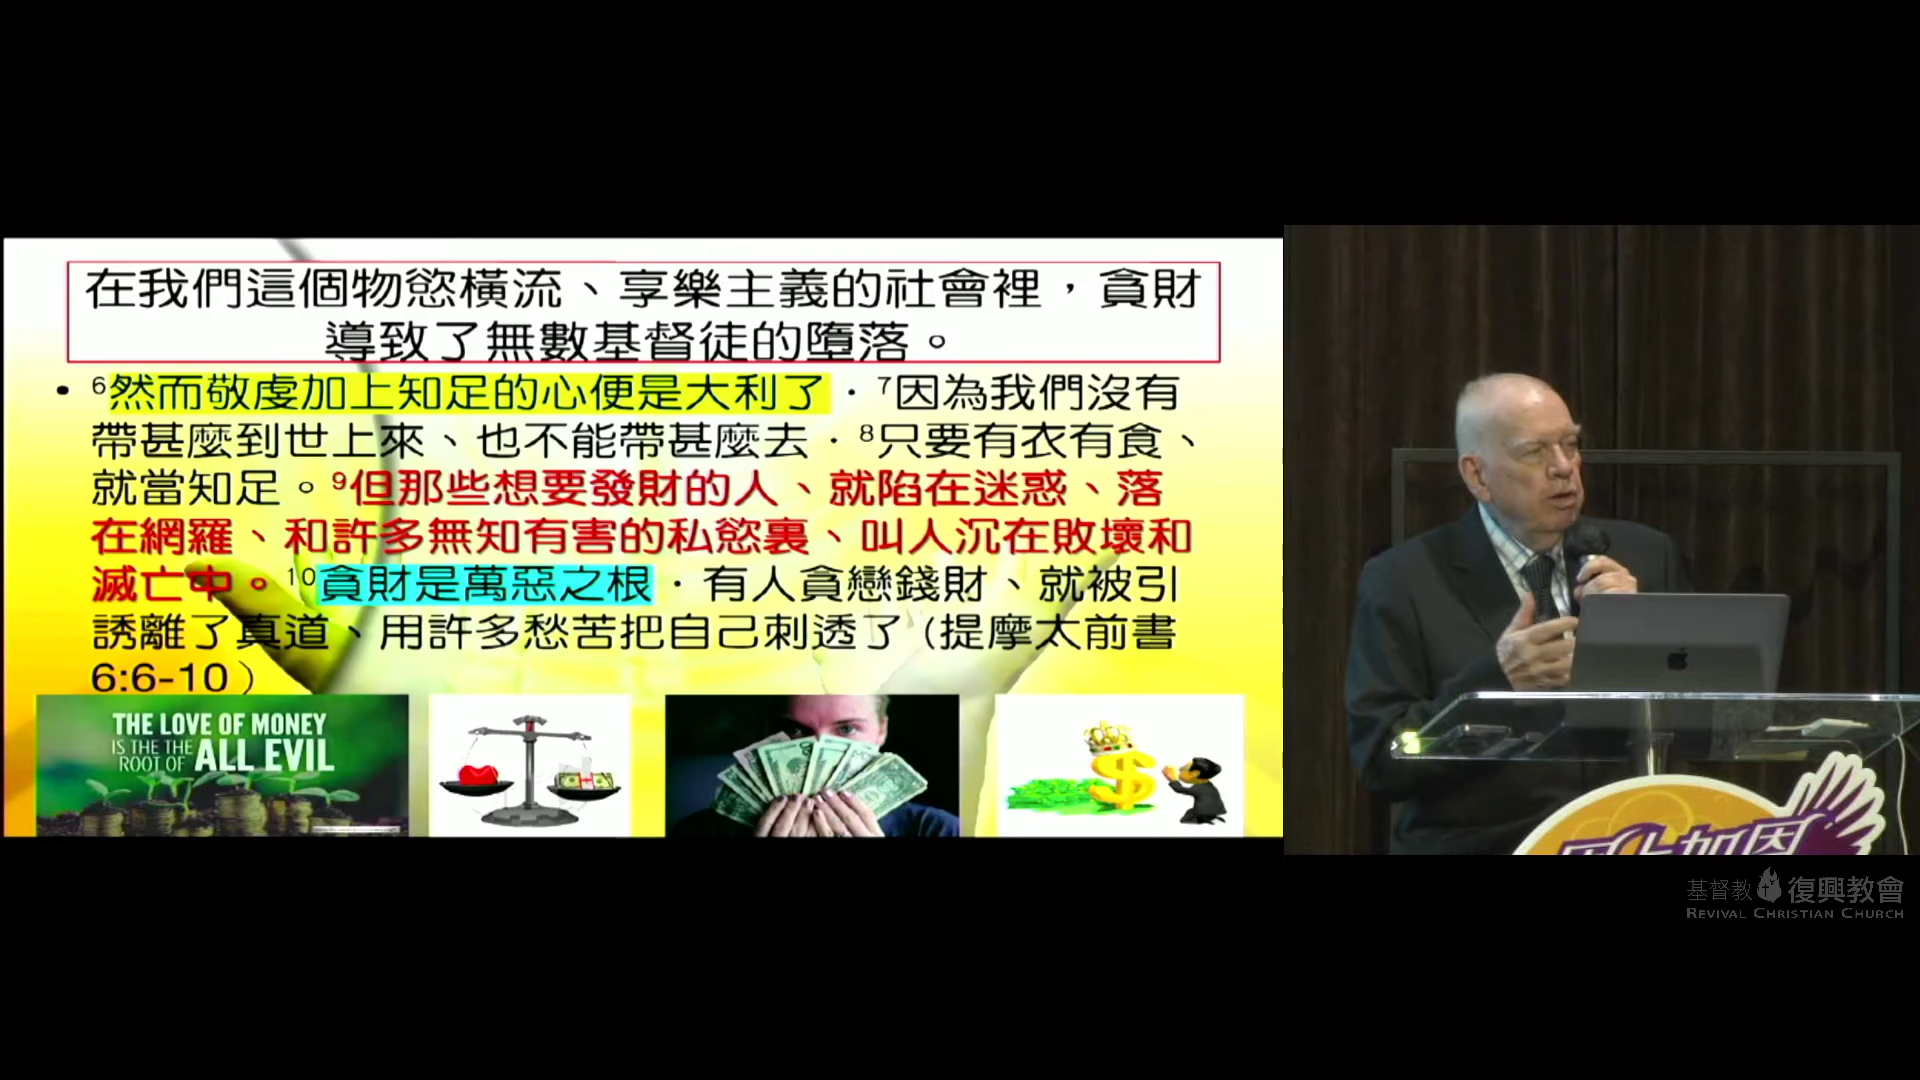 在我們這個物慾橫流、享樂主義的社會裡，貪財
導致了無數基督徒的墮落。
• 6然而敬虔加上知足的心便是大利了．7因為我們沒有
帶甚麼到世上來、也不能帶甚麼去．8只要有衣有食、
就當知足。9但那些想要發財的人、就陷在迷惑、落
在網羅、和許多無知有害的私慾裏、叫人沉在敗壞和
滅亡中。10貪財是萬惡之根．有人貪戀錢財、就被引
誘離了真道、用許多愁苦把自己刺透了 (提摩太前書
6:6-10）
THE LOVE OF MONEY
IS THE THE
ROOT OF ALL EVIL
基督教 復興教會
REVIVAL CHRISTIAN CHURCH